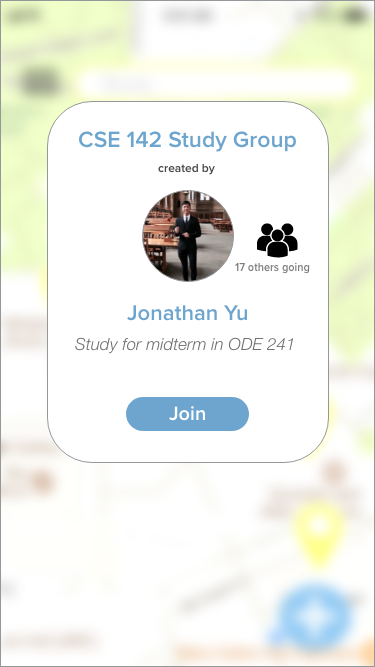 CSE 142 Study Group
created by
17 others going
Jonathan Yu
Study for midterm in ODE 241
Join